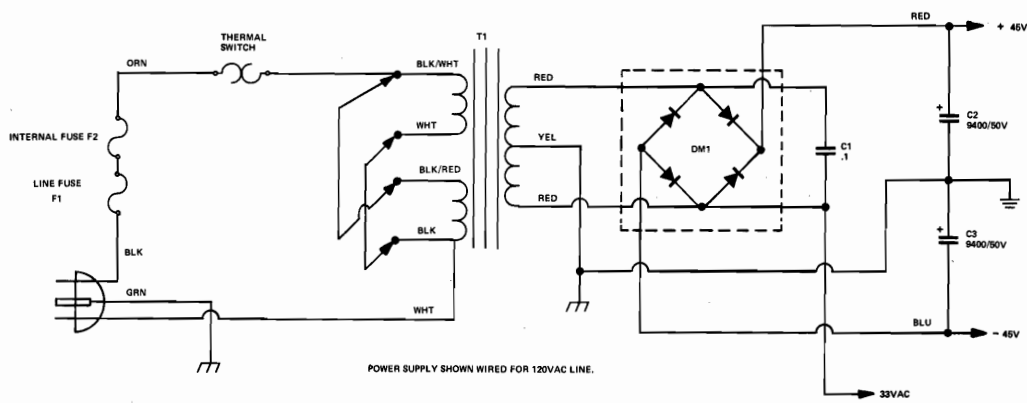 THERMAL
SWITCH
ORN
INTERNAL FUSE F2
LINE FUSE
F1
BLK
GRN
WHT
BLK/WHT
WHT
BLK/RED
BLK
T1
RED
YEL
RED
DM1
C1
.1
RED
+ 45V
+
C2
9400/50V
+
C3
9400/50V
BLU
- 45V
33VAC
POWER SUPPLY SHOWN WIRED FOR 120VAC LINE.